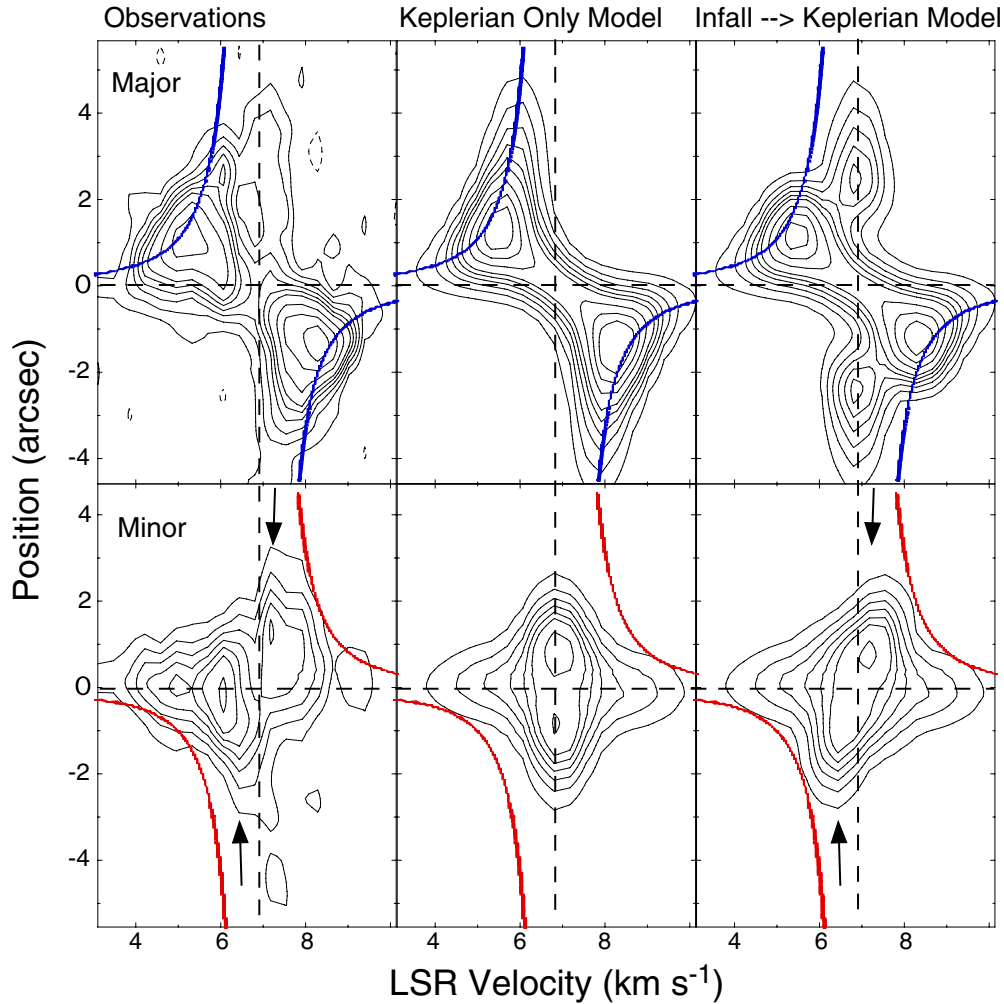 Observations Keplerian Only Model Infall --> Keplerian Model
Major
4
2
0
-2
-4
Minor
4
2
0
-2
-4
Position (arcsec)
4 6 8 4 6 8 4 6 8
LSR Velocity (km s⁻¹)